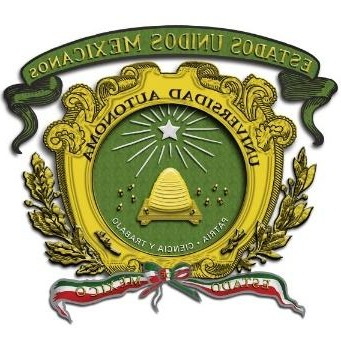 ESTADOS UNIDOS MEXICANOS
UNIVERSIDAD AUTONOMA
PATRIA • CIENCIA Y TRABAJO
ESTADO MEXICO